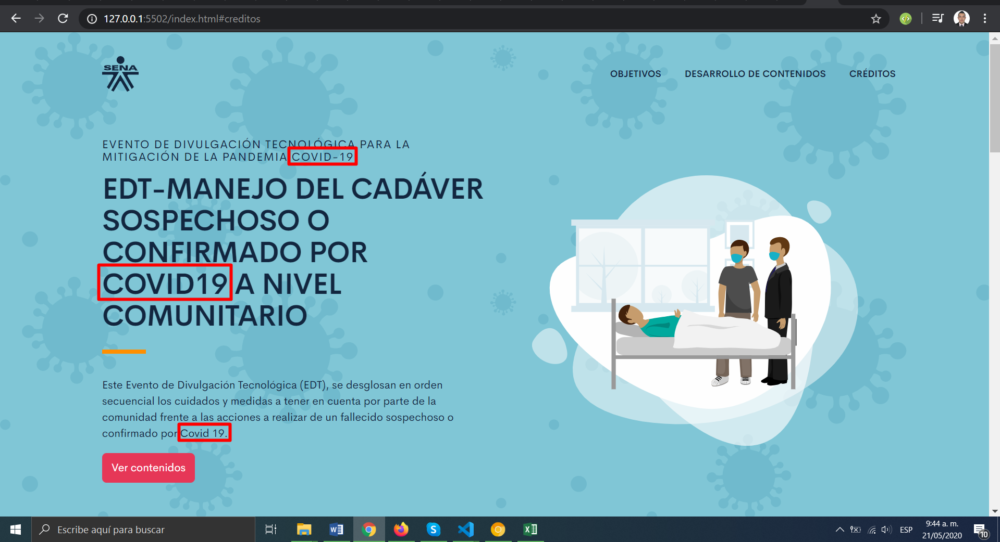 127.0.0.1:5502/index.html#creditos
SENA
OBJETIVOS DESARROLLO DE CONTENIDOS CRÉDITOS
EVENTO DE DIVULGACIÓN TECNOLÓGICA PARA LA
MITIGACIÓN DE LA PANDEMIA COVID-19
EDT-MANEJO DEL CADÁVER
SOSPECHOSO O
CONFIRMADO POR
COVID19 A NIVEL
COMUNITARIO
Este Evento de Divulgación Tecnológica (EDT), se desglosan en orden
secuencial los cuidados y medidas a tener en cuenta por parte de la
comunidad frente a las acciones a realizar de un fallecido sospechoso o
confirmado por Covid 19.
Ver contenidos
Escribe aquí para buscar
ESP
9:44 a. m.
21/05/2020
10